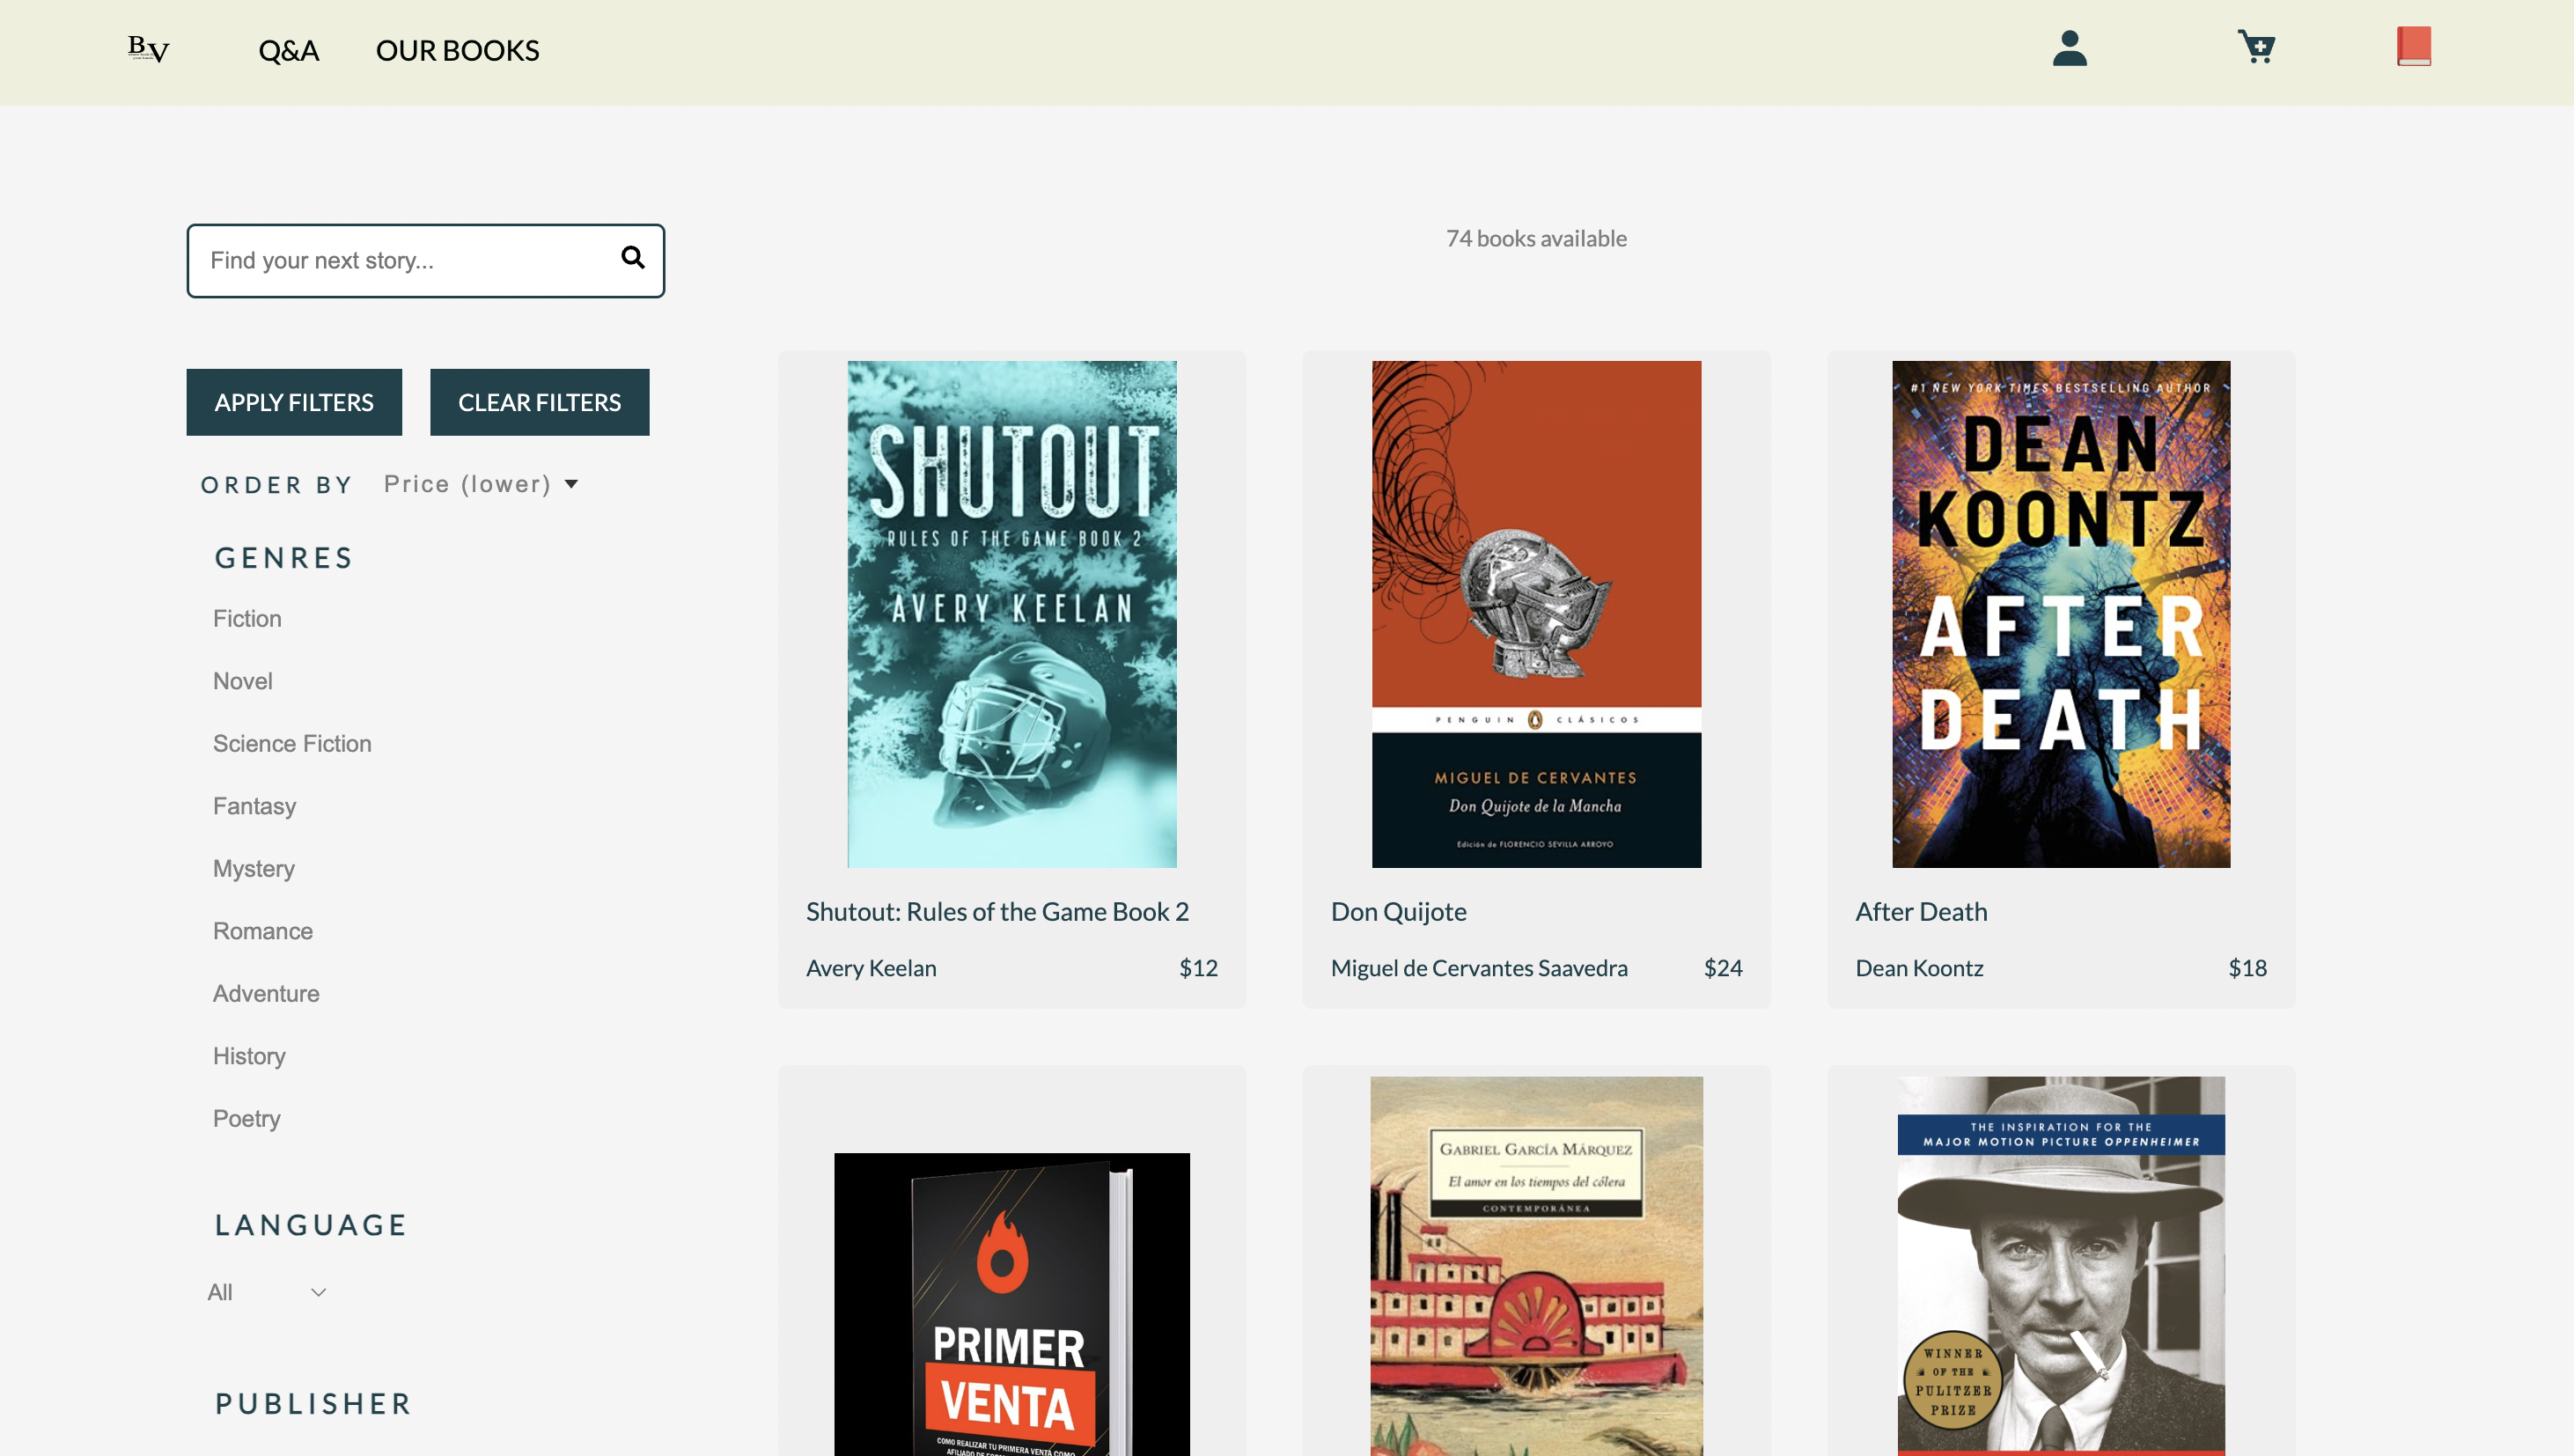 BV
Q&A
OUR BOOKS
Find your next story...
74 books available
APPLY FILTERS
CLEAR FILTERS
ORDER BY
Price (lower)
GENRES
Fiction
Novel
Science Fiction
Fantasy
Mystery
Romance
Adventure
History
Poetry
LANGUAGE
All
PUBLISHER
SHUTOUT
RULES OF THE GAME BOOK 2
AVERY KEELAN
Shutout: Rules of the Game Book 2
Avery Keelan
$12
PENGUIN CLÁSICOS
MIGUEL DE CERVANTES
Don Quijote de la Mancha
Edición de FLORENCIO SEVILLA ARROYO
Don Quijote
Miguel de Cervantes Saavedra
$24
#1 NEW YORK TIMES BESTSELLING AUTHOR
DEAN
KOONTZ
AFTER
DEATH
After Death
Dean Koontz
$18
PRIMER
VENTA
COMO REALIZAR TU PRIMERA VENTA COMO
GABRIEL GARCÍA MÁRQUEZ
El amor en los tiempos del cólera
CONTEMPORÁNEA
THE INSPIRATION FOR THE
MAJOR MOTION PICTURE OPPENHEIMER
WINNER
OF THE
PULITZER
PRIZE